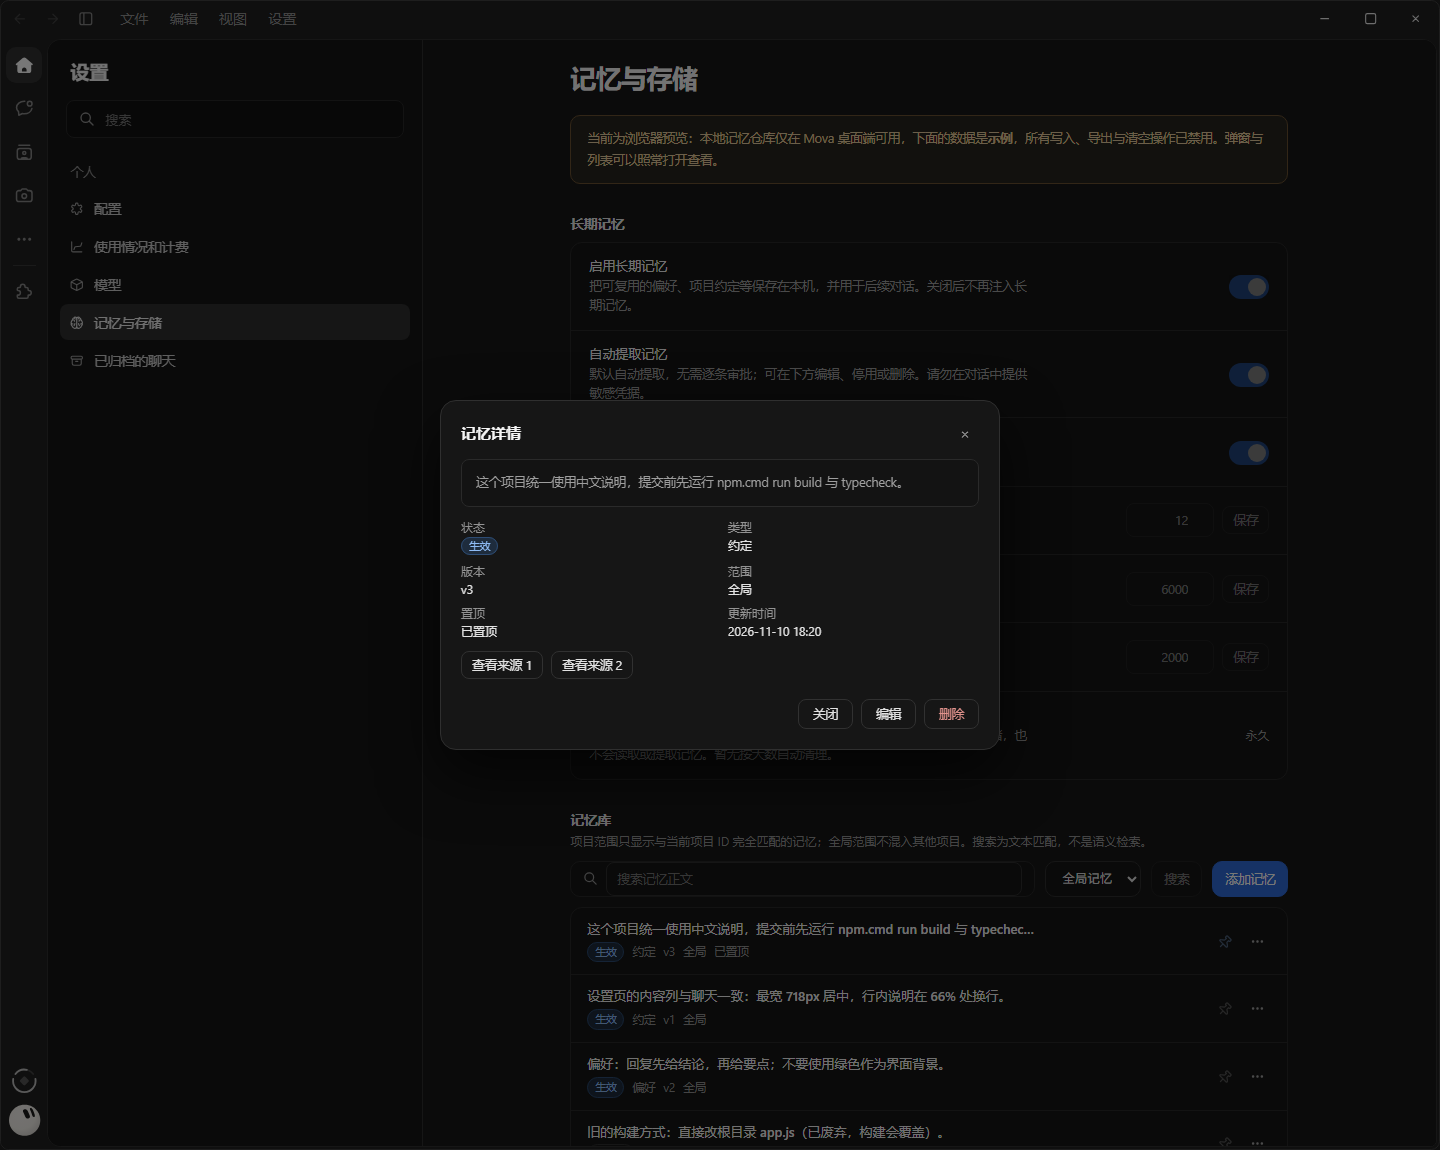 文件 编辑 视图 设置
设置
搜索
个人
配置
使用情况和计费
模型
记忆与存储
已归档的聊天
记忆与存储
当前为浏览器预览：本地记忆仓库仅在 Mova 桌面端可用，下面的数据是示例，所有写入、导出与清空操作已禁用。弹窗与
列表可以照常打开查看。
长期记忆
启用长期记忆
把可复用的偏好、项目约定等保存在本机，并用于后续对话。关闭后不再注入长
期记忆。
自动提取记忆
默认自动提取，无需逐条审批；可在下方编辑、停用或删除。请勿在对话中提供
敏感凭据。
12 保存
6000 保存
2000 保存
，也
永久
不会读取或提取记忆。暂无按天数自动清理。
记忆详情
这个项目统一使用中文说明，提交前先运行 npm.cmd run build 与 typecheck。
状态 类型
生效 约定
版本 范围
v3 全局
置顶 更新时间
已置顶 2026-11-10 18:20
查看来源 1 查看来源 2
关闭 编辑 删除
记忆库
项目范围只显示与当前项目 ID 完全匹配的记忆；全局范围不混入其他项目。搜索为文本匹配，不是语义检索。
搜索记忆正文 全局记忆 搜索 添加记忆
这个项目统一使用中文说明，提交前先运行 npm.cmd run build 与 typechec...
生效 约定 v3 全局 已置顶
设置页的内容列与聊天一致：最宽 718px 居中，行内说明在 66% 处换行。
生效 约定 v1 全局
偏好：回复先给结论，再给要点；不要使用绿色作为界面背景。
生效 偏好 v2 全局
旧的构建方式：直接改根目录 app.js（已废弃，构建会覆盖）。